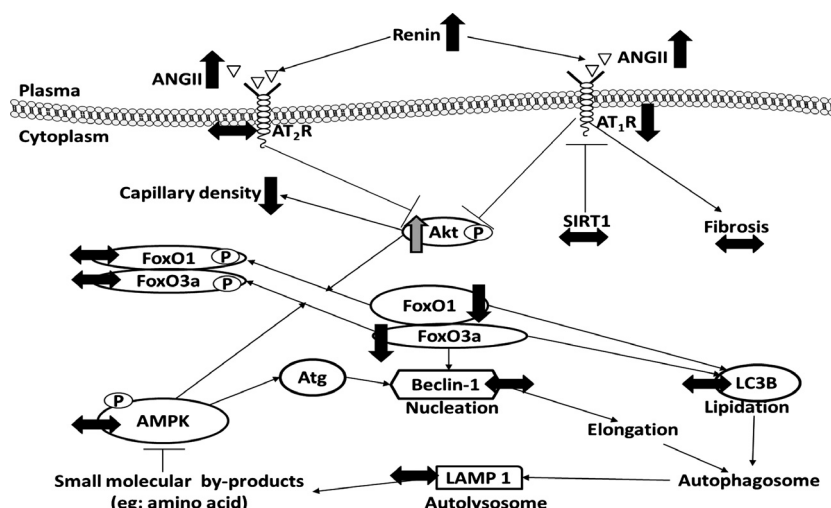 Renin
ANGII
ANGII
Plasma
Cytoplasm
AT2R
AT1R
Capillary density
Akt P
SIRT1
Fibrosis
FoxO1 P
FoxO3a P
FoxO1
FoxO3a
P
AMPK
Atg
Beclin-1
Nucleation
LC3B
Lipidation
Elongation
Small molecular by-products
(eg: amino acid)
LAMP 1
Autolysosome
Autophagosome